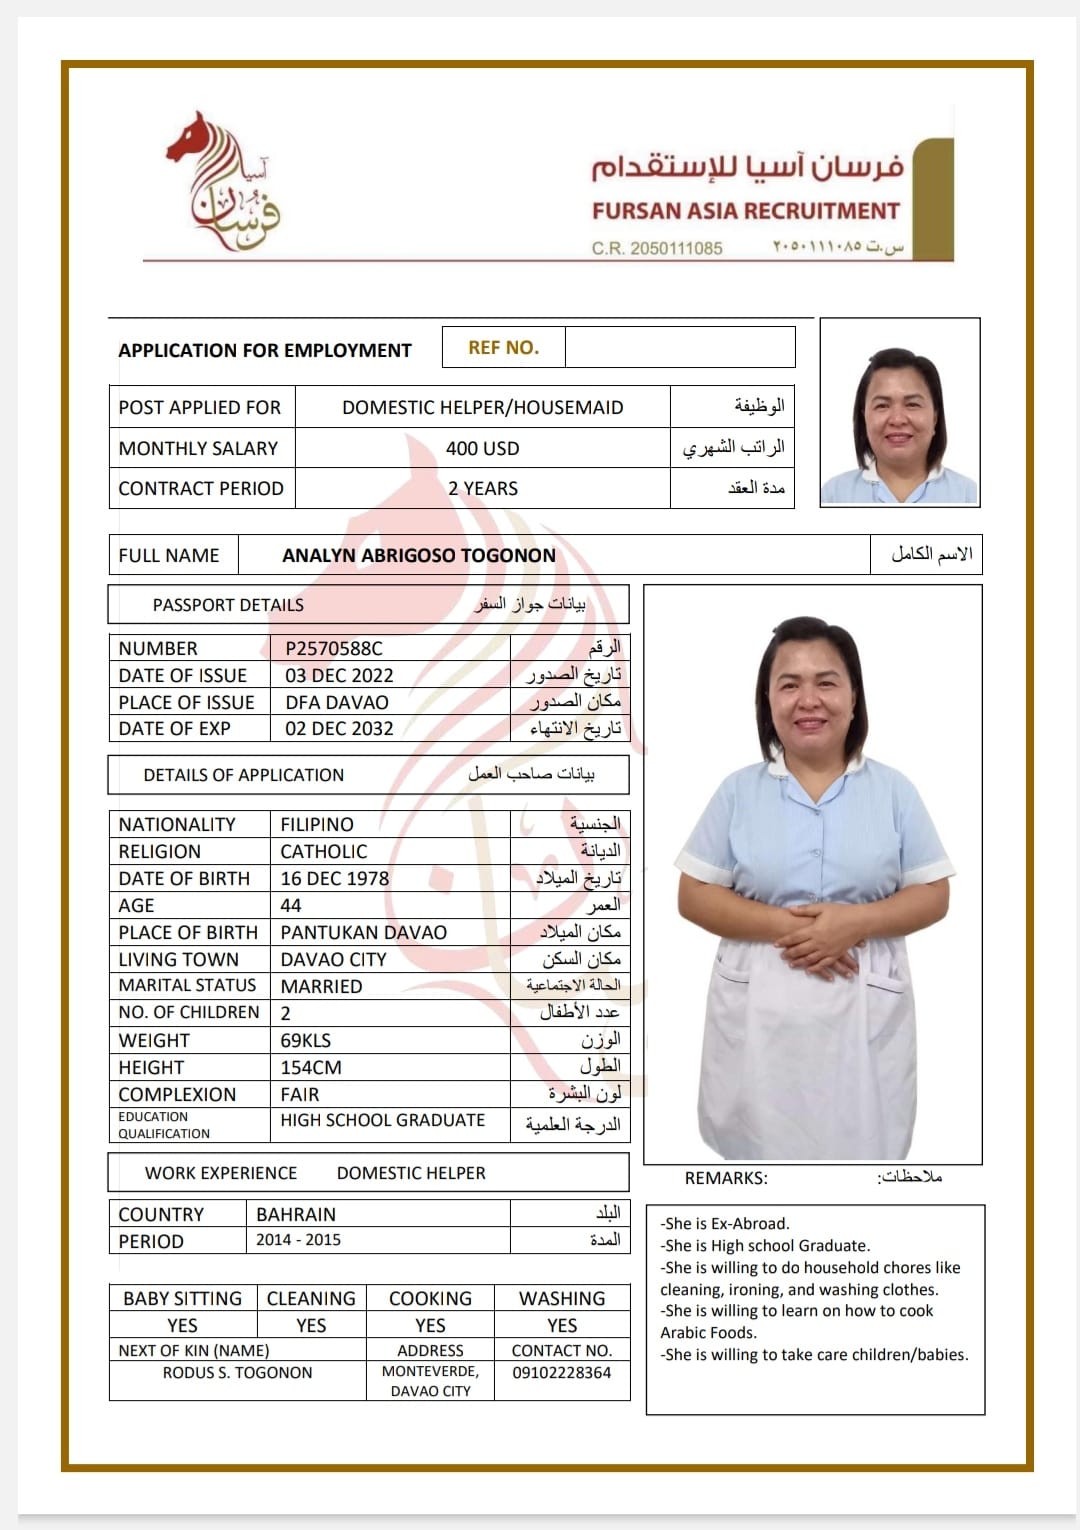 آسيا
فرسان
فرسان آسيا للإستقدام
FURSAN ASIA RECRUITMENT
C.R. 2050111085 س.ت ٢٠٥٠١١١٠٨٥
APPLICATION FOR EMPLOYMENT REF NO.
POST APPLIED FOR DOMESTIC HELPER/HOUSEMAID الوظيفة
MONTHLY SALARY 400 USD الراتب الشهري
CONTRACT PERIOD 2 YEARS مدة العقد
FULL NAME ANALYN ABRIGOSO TOGONON الاسم الكامل
PASSPORT DETAILS بيانات جواز السفر
NUMBER P2570588C الرقم
DATE OF ISSUE 03 DEC 2022 تاريخ الصدور
PLACE OF ISSUE DFA DAVAO مكان الصدور
DATE OF EXP 02 DEC 2032 تاريخ الانتهاء
DETAILS OF APPLICATION بيانات صاحب العمل
NATIONALITY FILIPINO الجنسية
RELIGION CATHOLIC الديانة
DATE OF BIRTH 16 DEC 1978 تاريخ الميلاد
AGE 44 العمر
PLACE OF BIRTH PANTUKAN DAVAO مكان الميلاد
LIVING TOWN DAVAO CITY مكان السكن
MARITAL STATUS MARRIED الحالة الاجتماعية
NO. OF CHILDREN 2 عدد الأطفال
WEIGHT 69KLS الوزن
HEIGHT 154CM الطول
COMPLEXION FAIR لون البشرة
EDUCATION
QUALIFICATION HIGH SCHOOL GRADUATE الدرجة العلمية
WORK EXPERIENCE DOMESTIC HELPER
COUNTRY BAHRAIN البلد
PERIOD 2014 - 2015 المدة
BABY SITTING CLEANING COOKING WASHING
YES YES YES YES
NEXT OF KIN (NAME) ADDRESS CONTACT NO.
RODUS S. TOGONON MONTEVERDE, 09102228364
DAVAO CITY
REMARKS: ملاحظات:
-She is Ex-Abroad.
-She is High school Graduate.
-She is willing to do household chores like
cleaning, ironing, and washing clothes.
-She is willing to learn on how to cook
Arabic Foods.
-She is willing to take care children/babies.